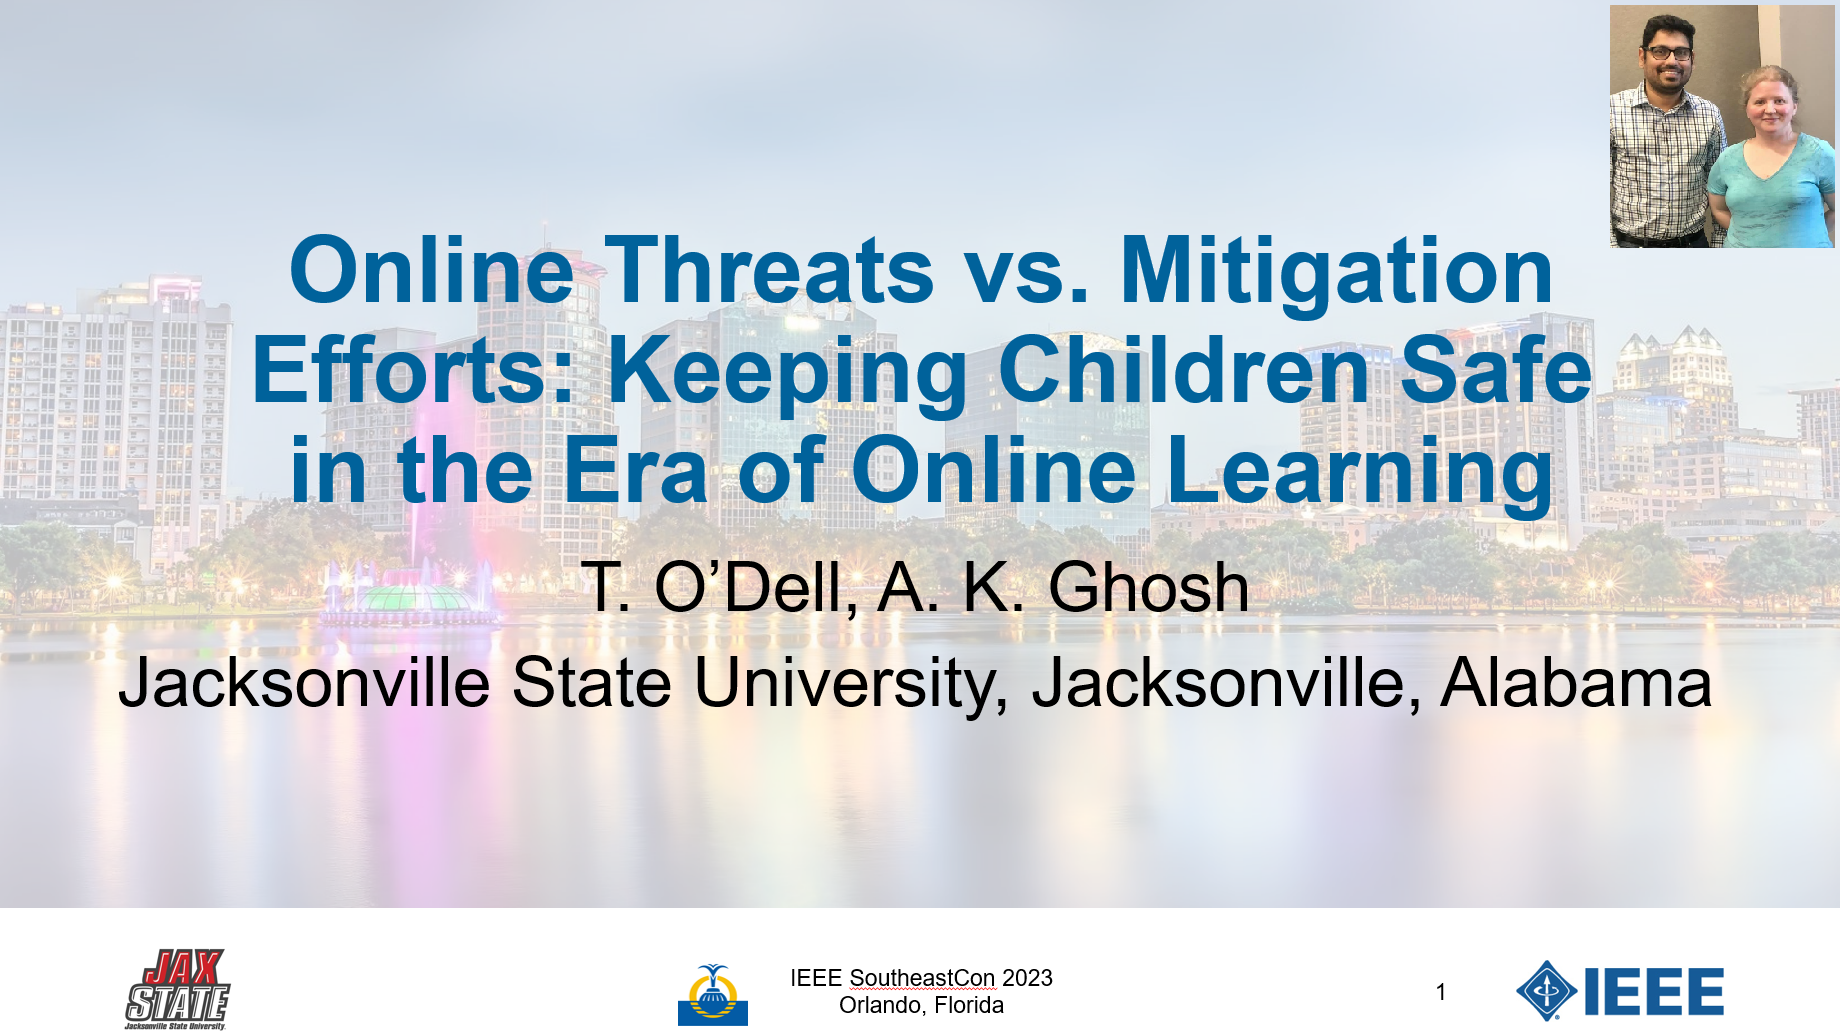 Online Threats vs. Mitigation
Efforts: Keeping Children Safe
in the Era of Online Learning
T. O’Dell, A. K. Ghosh
Jacksonville State University, Jacksonville, Alabama
JAX
STATE
Jacksonville State University
IEEE SoutheastCon 2023
Orlando, Florida
1
IEEE